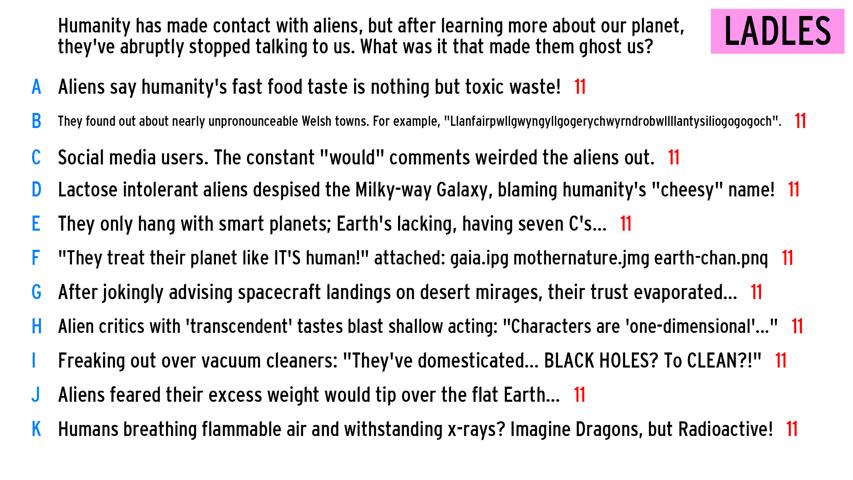 Humanity has made contact with aliens, but after learning more about our planet,
they've abruptly stopped talking to us. What was it that made them ghost us?
LADLES
A Aliens say humanity's fast food taste is nothing but toxic waste! 11
B They found out about nearly unpronounceable Welsh towns. For example, "Llanfairpwllgwyngyllgogerychwyrndrobwllllantysiliogogogoch". 11
C Social media users. The constant "would" comments weirded the aliens out. 11
D Lactose intolerant aliens despised the Milky-way Galaxy, blaming humanity's "cheesy" name! 11
E They only hang with smart planets; Earth's lacking, having seven C's... 11
F "They treat their planet like IT'S human!" attached: gaia.ipg mothernature.jmg earth-chan.pnq 11
G After jokingly advising spacecraft landings on desert mirages, their trust evaporated... 11
H Alien critics with 'transcendent' tastes blast shallow acting: "Characters are 'one-dimensional'..." 11
I Freaking out over vacuum cleaners: "They've domesticated... BLACK HOLES? To CLEAN?!" 11
J Aliens feared their excess weight would tip over the flat Earth... 11
K Humans breathing flammable air and withstanding x-rays? Imagine Dragons, but Radioactive! 11